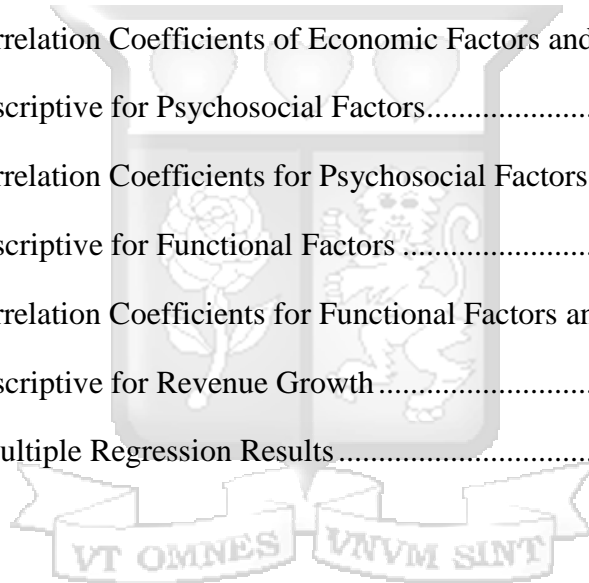 rrelation Coefficients of Economic Factors and
scriptive for Psychosocial Factors......................
rrelation Coefficients for Psychosocial Factors
scriptive for Functional Factors ..........................
rrelation Coefficients for Functional Factors an
scriptive for Revenue Growth..............................
ultiple Regression Results....................................
VT OMNES VNVM SINT